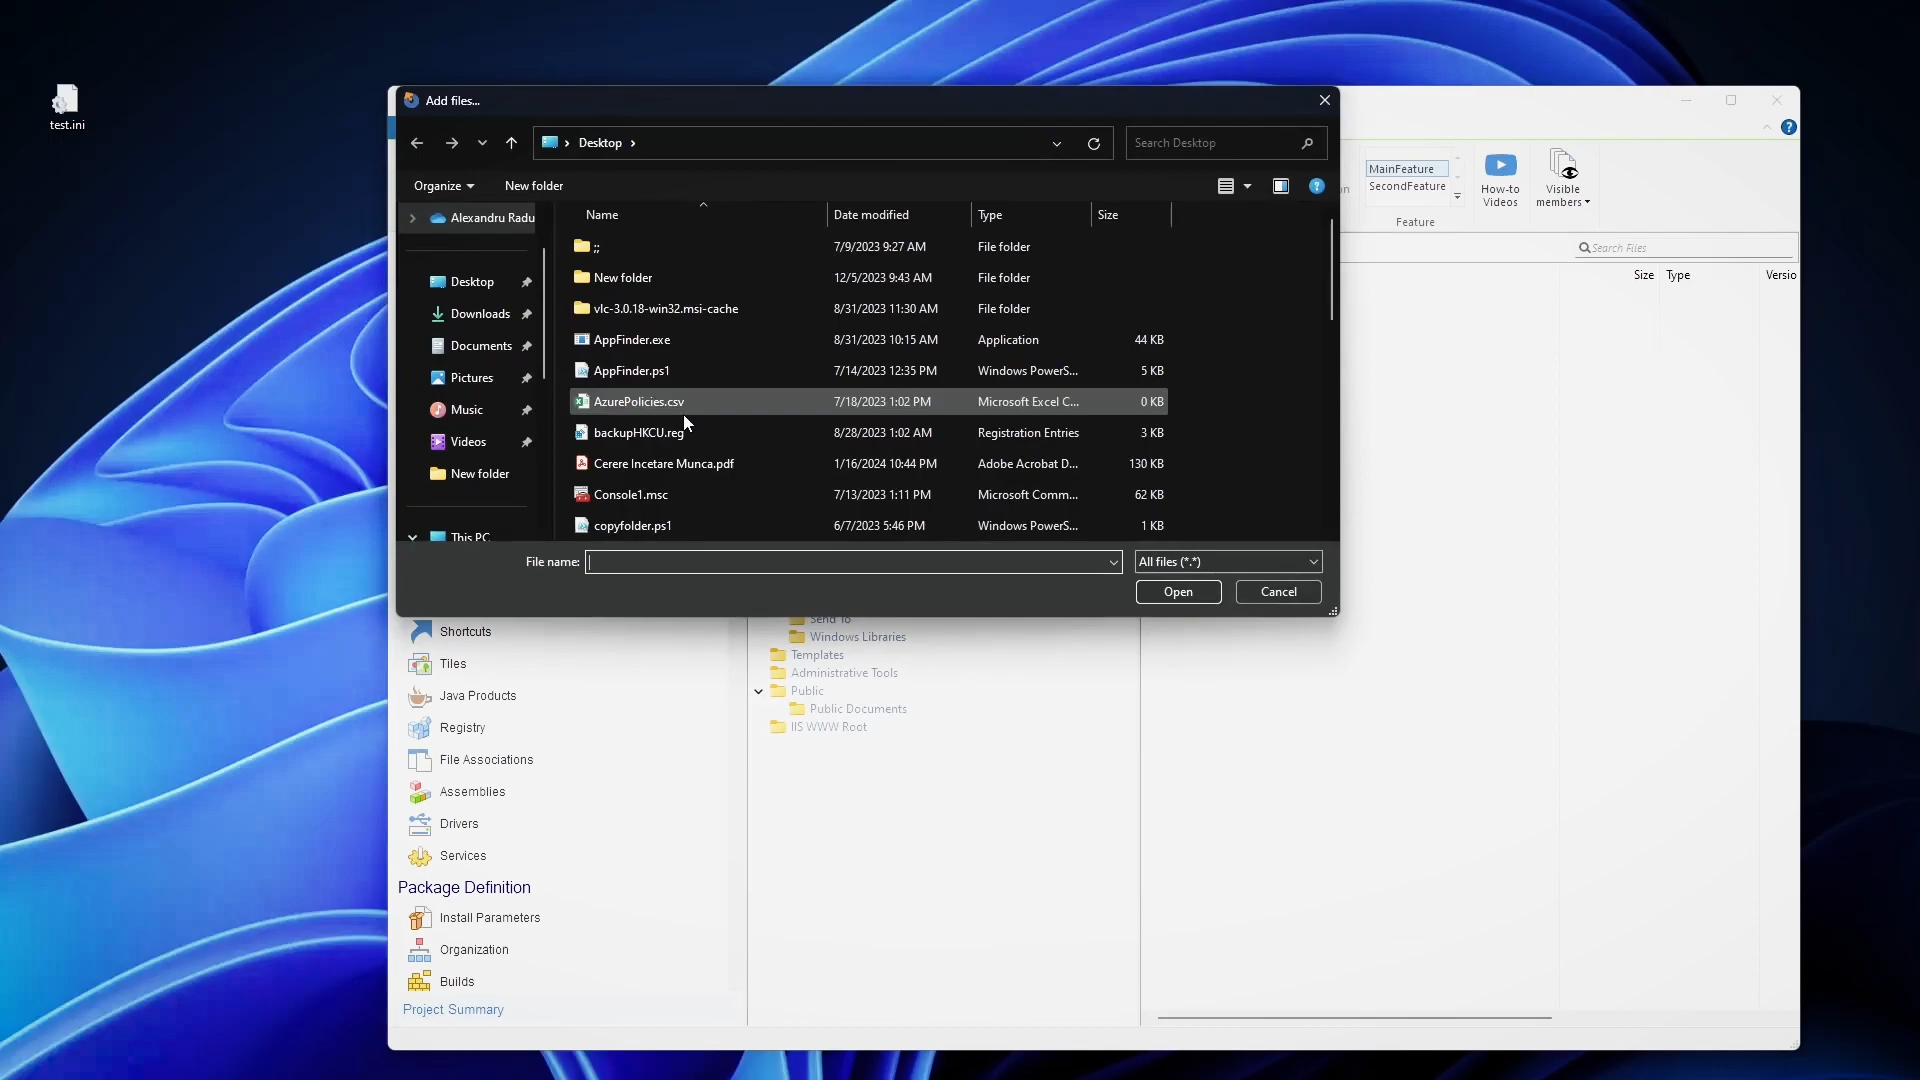 test.ini
Add files...
Desktop
Search Desktop
Organize
New folder
MainFeature
SecondFeature
Feature
How-to
Videos
Visible
members
Search Files
Size
Type
Versio
Alexandru Radu
Desktop
Downloads
Documents
Pictures
Music
Videos
New folder
This PC
Name
Date modified
Type
Size
;;
7/9/2023 9:27 AM
File folder
New folder
12/5/2023 9:43 AM
File folder
vlc-3.0.18-win32.msi-cache
8/31/2023 11:30 AM
File folder
AppFinder.exe
8/31/2023 10:15 AM
Application
44 KB
AppFinder.ps1
7/14/2023 12:35 PM
Windows PowerS...
5 KB
AzurePolicies.csv
7/18/2023 1:02 PM
Microsoft Excel C...
0 KB
backupHKCU.reg
8/28/2023 1:02 AM
Registration Entries
3 KB
Cerere Incetare Munca.pdf
1/16/2024 10:44 PM
Adobe Acrobat D...
130 KB
Console1.msc
7/13/2023 1:11 PM
Microsoft Comm...
62 KB
copyfolder.ps1
6/7/2023 5:46 PM
Windows PowerS...
1 KB
File name:
All files (*.*)
Open
Cancel
Shortcuts
Tiles
Java Products
Registry
File Associations
Assemblies
Drivers
Services
Package Definition
Install Parameters
Organization
Builds
Project Summary
Send To
Windows Libraries
Templates
Administrative Tools
Public
Public Documents
IIS WWW Root